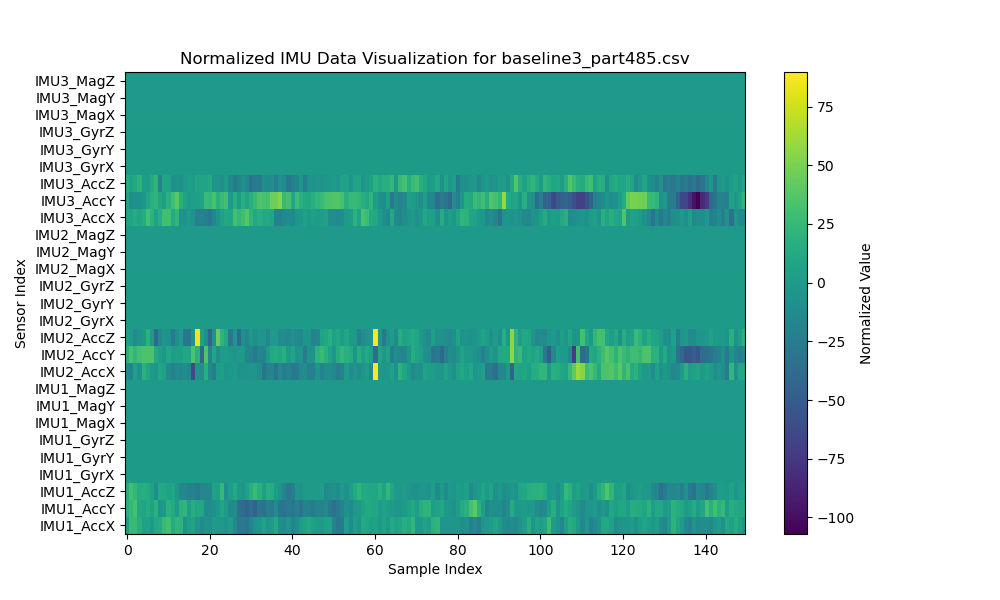 Normalized IMU Data Visualization for baseline3_part485.csv
IMU3_MagZ
IMU3_MagY
IMU3_MagX
IMU3_GyrZ
IMU3_GyrY
IMU3_GyrX
IMU3_AccZ
IMU3_AccY
IMU3_AccX
IMU2_MagZ
IMU2_MagY
IMU2_MagX
IMU2_GyrZ
IMU2_GyrY
IMU2_GyrX
IMU2_AccZ
IMU2_AccY
IMU2_AccX
IMU1_MagZ
IMU1_MagY
IMU1_MagX
IMU1_GyrZ
IMU1_GyrY
IMU1_GyrX
IMU1_AccZ
IMU1_AccY
IMU1_AccX
Sensor Index
0 20 40 60 80 100 120 140
Sample Index
75
50
25
0
−25
−50
−75
−100
Normalized Value